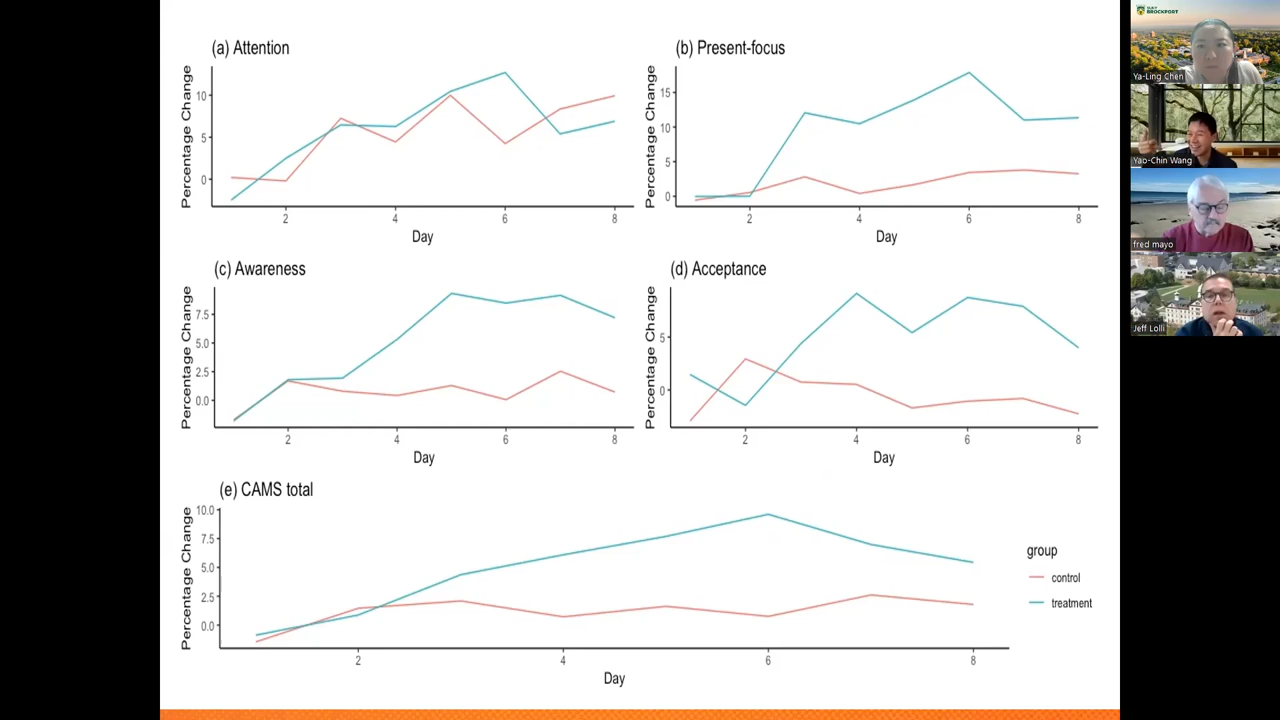 (a) Attention
Percentage Change
10
5
0
2 4 6 8
Day
(b) Present-focus
Percentage Change
15
10
5
0
2 4 6 8
Day
(c) Awareness
Percentage Change
7.5
5.0
2.5
0.0
2 4 6 8
Day
(d) Acceptance
Percentage Change
5
0
2 4 6 8
Day
(e) CAMS total
Percentage Change
10.0
7.5
5.0
2.5
0.0
2 4 6 8
Day
group
control
treatment
BROCKPORT
Ya-Ling Chen
Yao-Chin Wang
fred mayo
Jeff Lolli